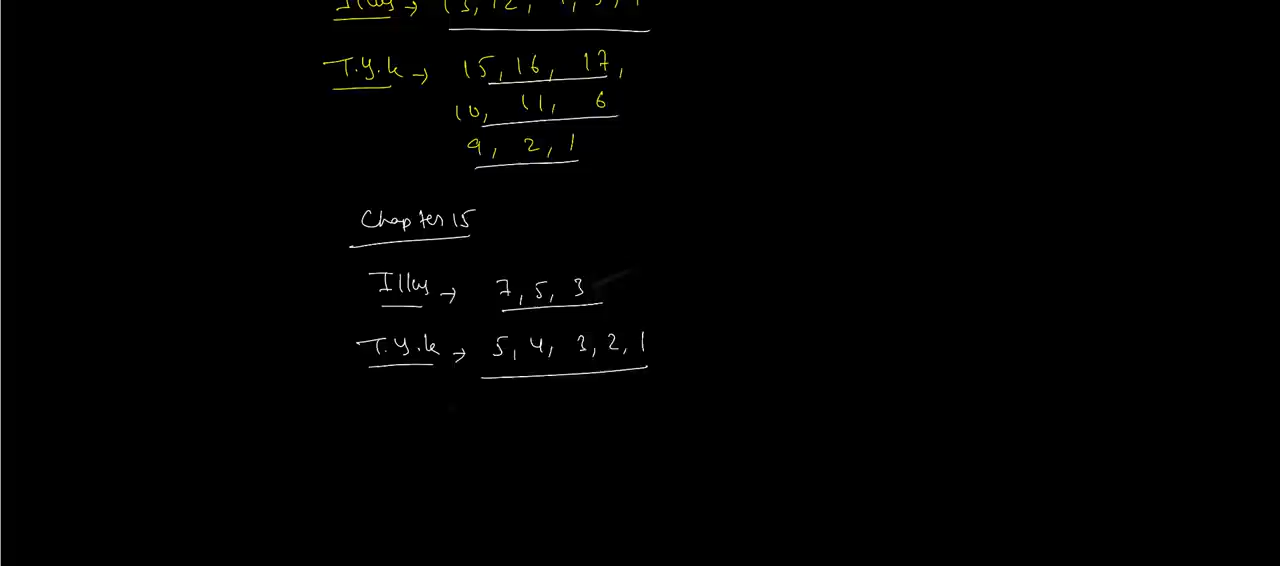 Illus →
T.Y.k → 15, 16, 17,
10, 11, 6
9, 2, 1
Chapter 15
Illus → 7, 5, 3
T.Y.k → 5, 4, 3, 2, 1